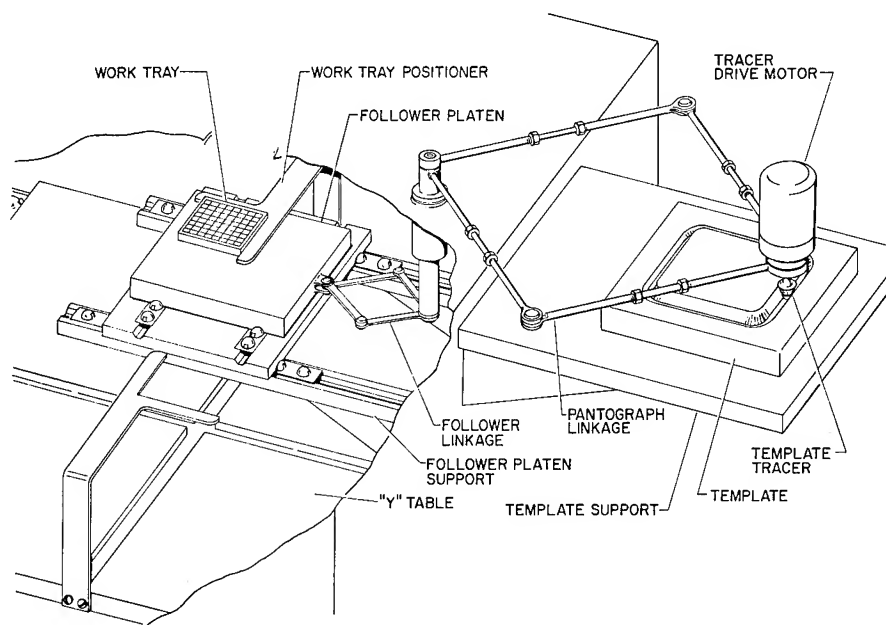 TRACER
DRIVE MOTOR
WORK TRAY
WORK TRAY POSITIONER
FOLLOWER PLATEN
FOLLOWER
LINKAGE
PANTOGRAPH
LINKAGE
FOLLOWER PLATEN
SUPPORT
TEMPLATE
TRACER
"Y" TABLE
TEMPLATE SUPPORT
TEMPLATE